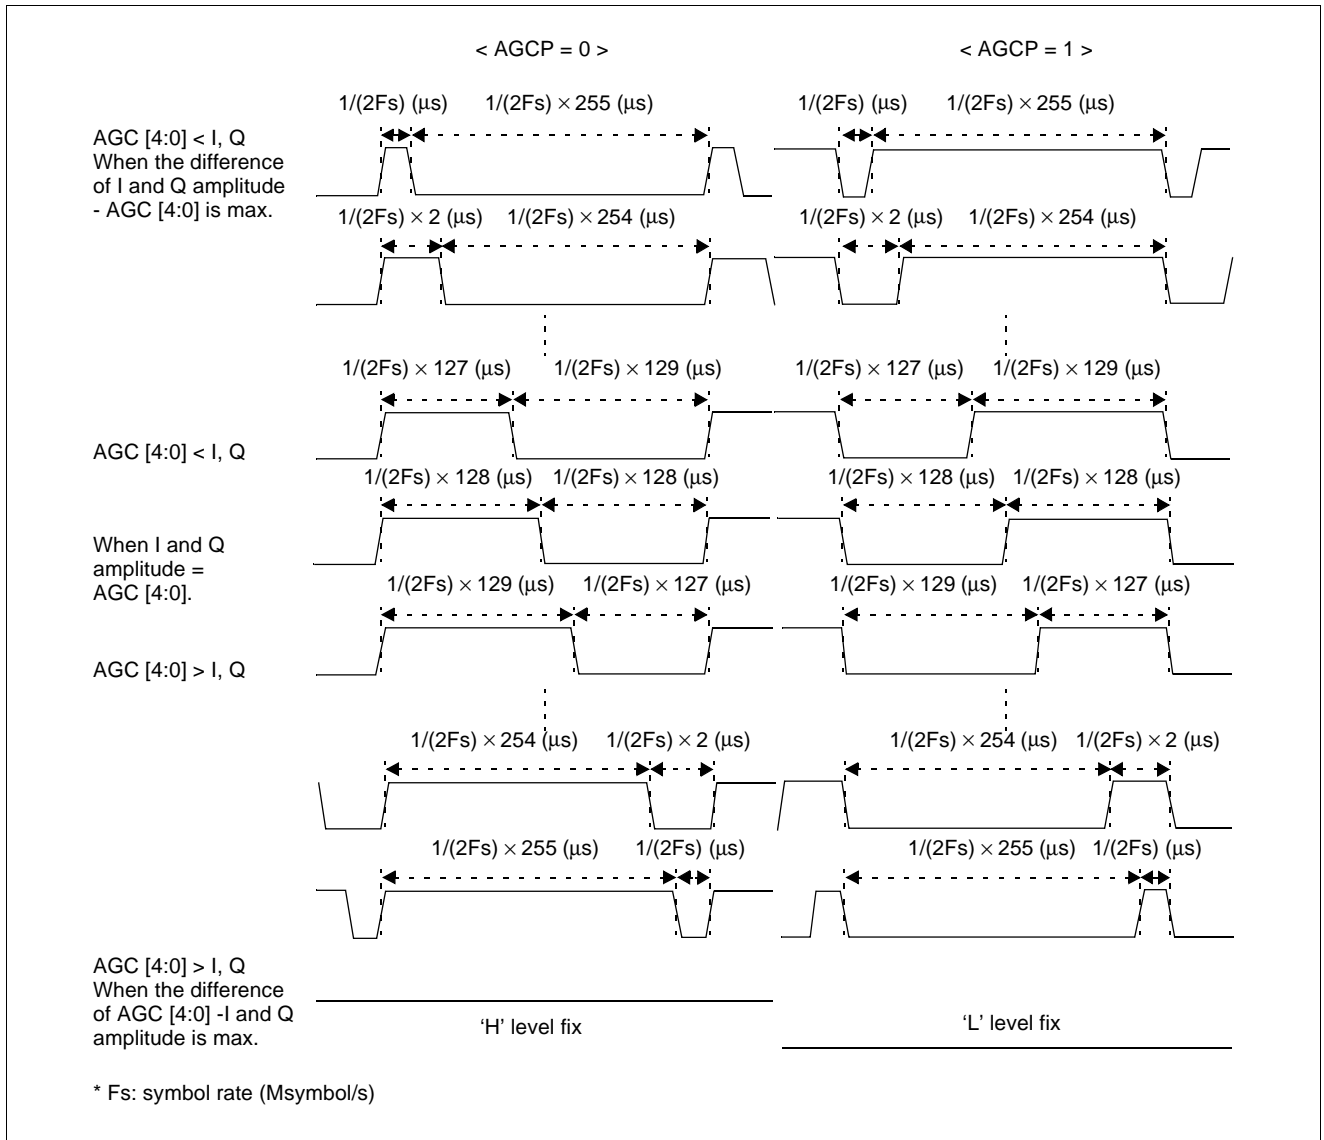 < AGCP = 0 > < AGCP = 1 >
1/(2Fs) (μs) 1/(2Fs) × 255 (μs) 1/(2Fs) (μs) 1/(2Fs) × 255 (μs)
AGC [4:0] < I, Q
When the difference
of I and Q amplitude
- AGC [4:0] is max.
1/(2Fs) × 2 (μs) 1/(2Fs) × 254 (μs) 1/(2Fs) × 2 (μs) 1/(2Fs) × 254 (μs)
1/(2Fs) × 127 (μs) 1/(2Fs) × 129 (μs) 1/(2Fs) × 127 (μs) 1/(2Fs) × 129 (μs)
AGC [4:0] < I, Q
1/(2Fs) × 128 (μs) 1/(2Fs) × 128 (μs) 1/(2Fs) × 128 (μs) 1/(2Fs) × 128 (μs)
When I and Q
amplitude =
AGC [4:0].
1/(2Fs) × 129 (μs) 1/(2Fs) × 127 (μs) 1/(2Fs) × 129 (μs) 1/(2Fs) × 127 (μs)
AGC [4:0] > I, Q
1/(2Fs) × 254 (μs) 1/(2Fs) × 2 (μs) 1/(2Fs) × 254 (μs) 1/(2Fs) × 2 (μs)
1/(2Fs) × 255 (μs) 1/(2Fs) (μs) 1/(2Fs) × 255 (μs) 1/(2Fs) (μs)
AGC [4:0] > I, Q
When the difference
of AGC [4:0] -I and Q
amplitude is max.
‘H’ level fix ‘L’ level fix
* Fs: symbol rate (Msymbol/s)